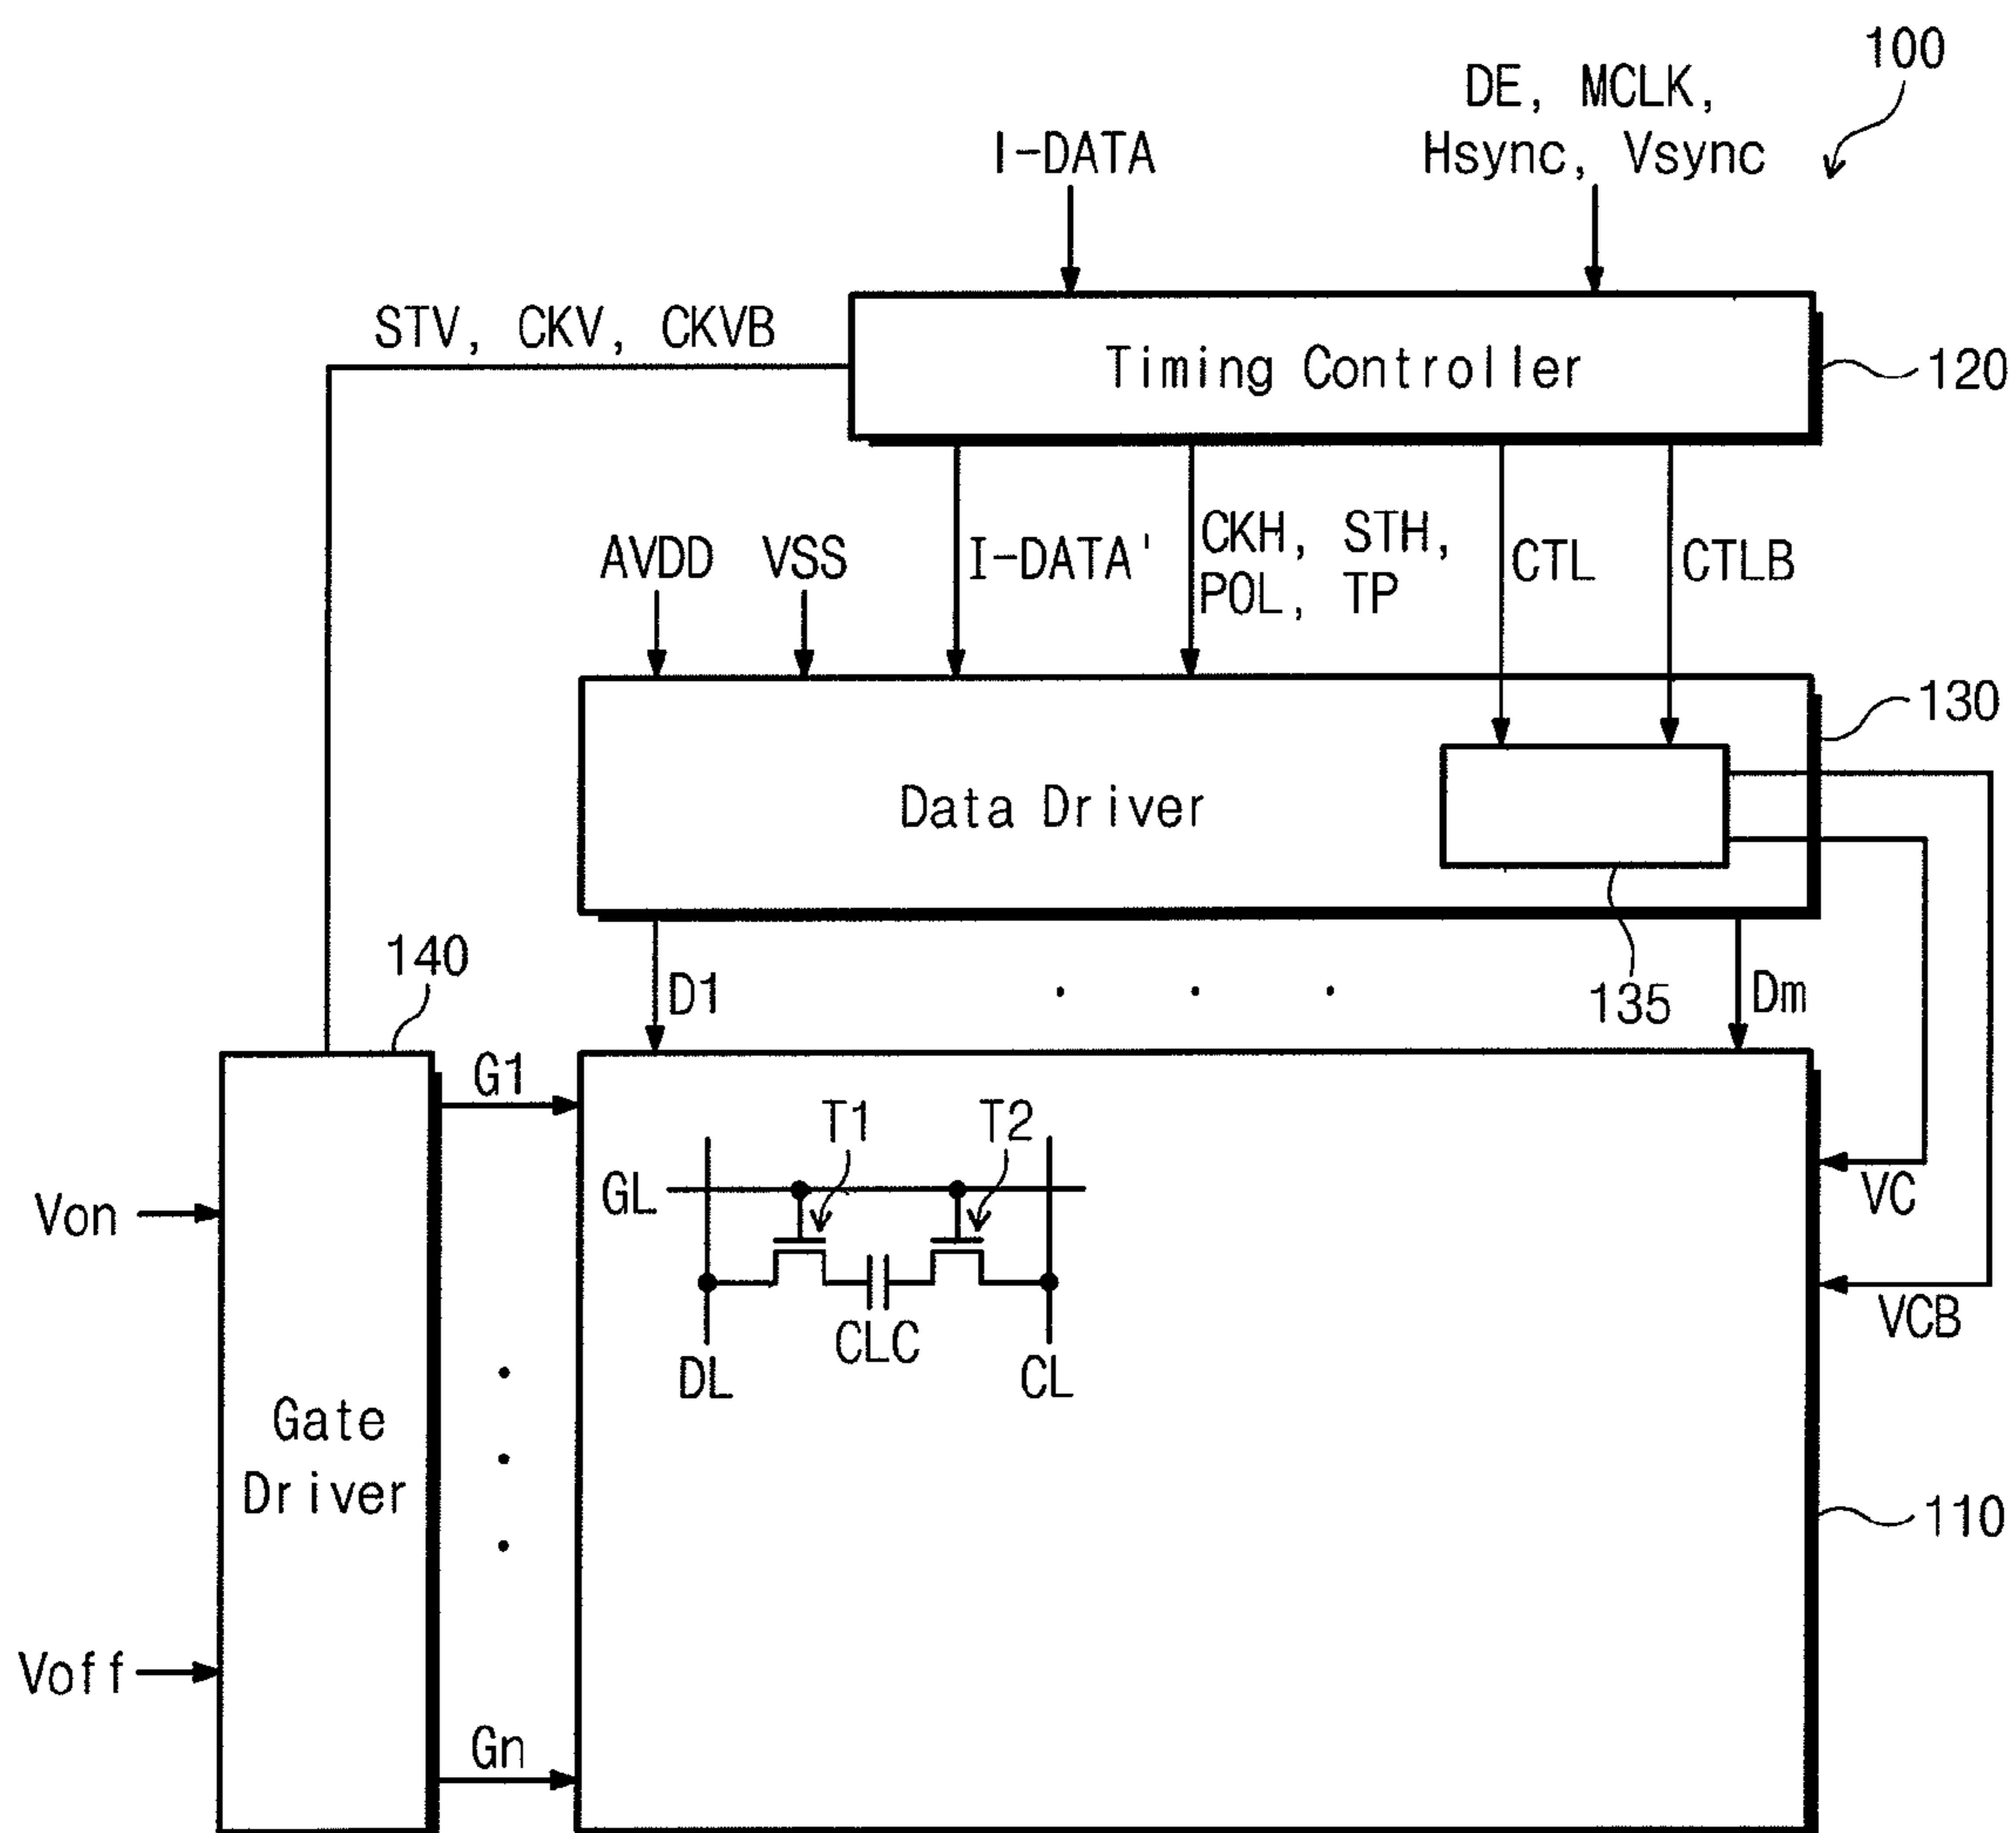 100
DE, MCLK,
Hsync, Vsync
I-DATA
STV, CKV, CKVB
Timing Controller
120
AVDD
VSS
I-DATA'
CKH, STH,
POL, TP
CTL
CTLB
130
Data Driver
135
140
D1
Dm
G1
T1
T2
GL
VC
Von
VCB
CLC
DL
CL
Gate
Driver
110
Voff
Gn